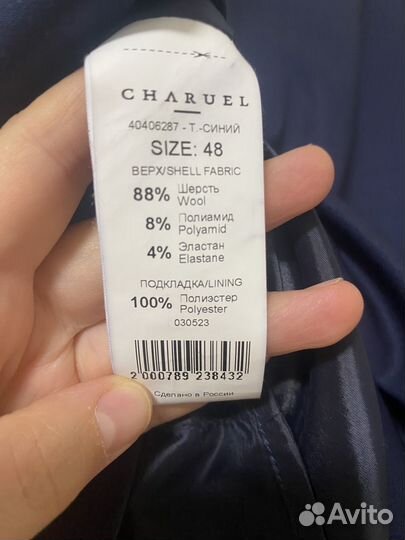 CHARUEL
40406287 - Т.-СИНИЙ
SIZE: 48
ВЕРХ/SHELL FABRIC
88% Шерсть
Wool
8% Полиамид
Polyamid
4% Эластан
Elastane
ПОДКЛАДКА/LINING
100% Полиэстер
Polyester
030523
2 000789 238432
Сделано в России
Avito